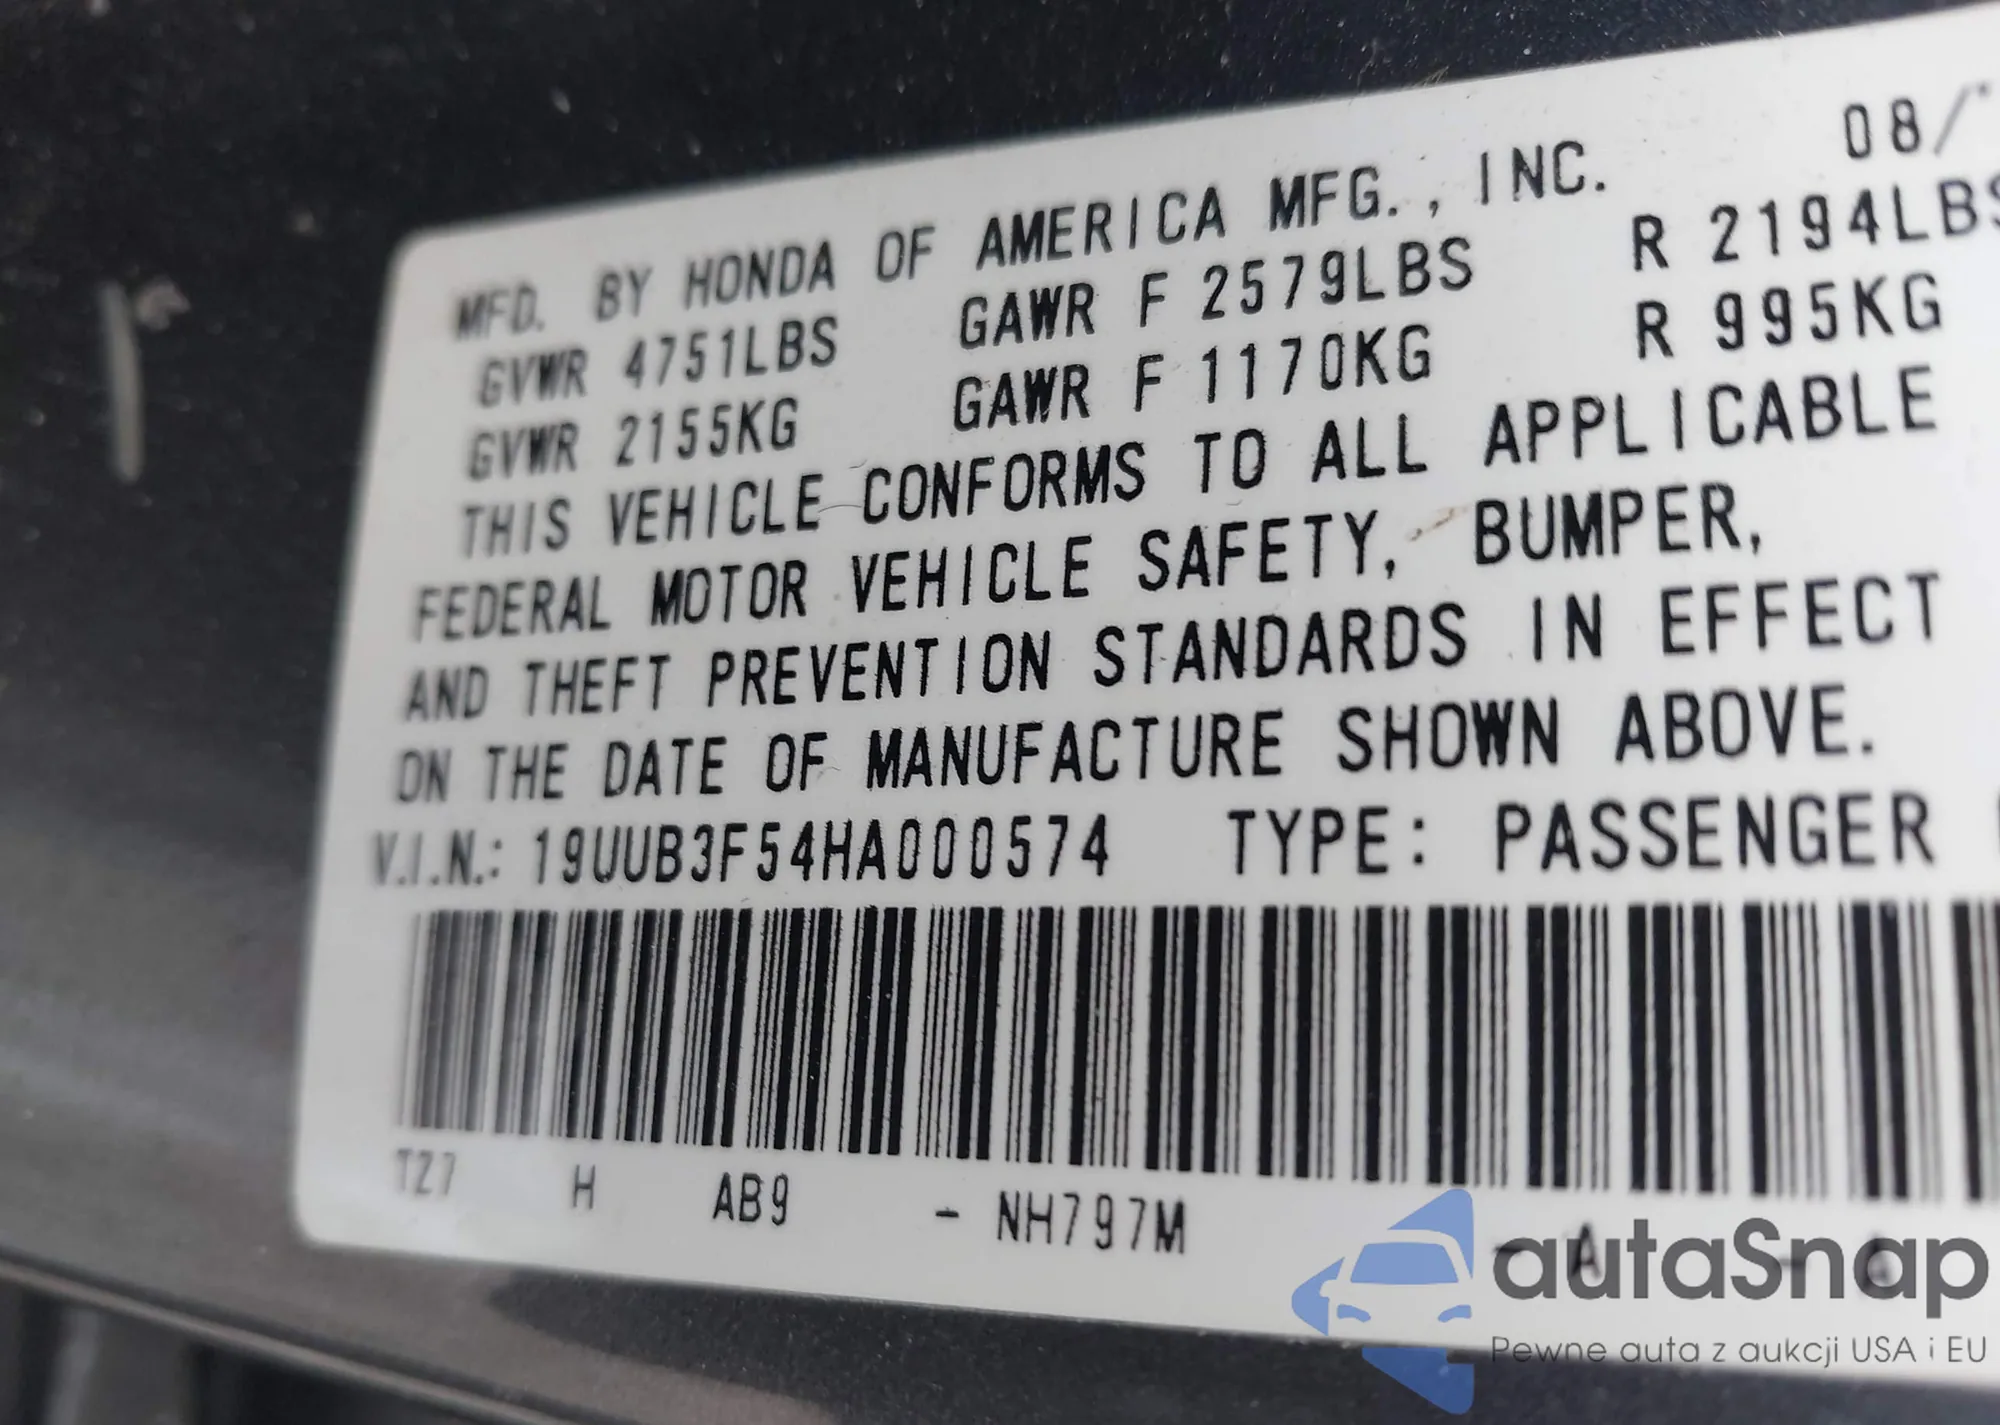 08/
MFD. BY HONDA OF AMERICA MFG., INC.
GVWR 4751LBS GAWR F 2579LBS R 2194LBS
GVWR 2155KG GAWR F 1170KG R 995KG
THIS VEHICLE CONFORMS TO ALL APPLICABLE
FEDERAL MOTOR VEHICLE SAFETY, BUMPER,
AND THEFT PREVENTION STANDARDS IN EFFECT
ON THE DATE OF MANUFACTURE SHOWN ABOVE.
V.I.N.: 19UUB3F54HA000574 TYPE: PASSENGER
TZ7 H AB9 - NH797M - A -
autaSnap
Pewne auta z aukcji USA i EU